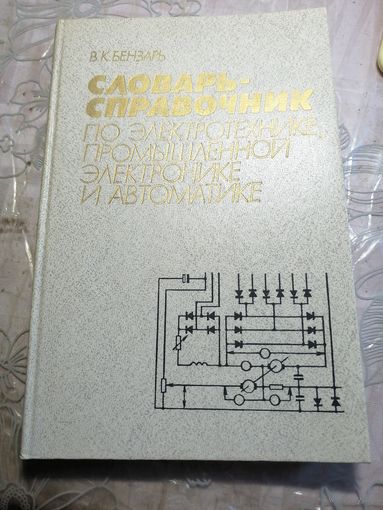 В.К.БЕНЗАРЬ
СЛОВАРЬ-
СПРАВОЧНИК
ПО ЭЛЕКТРОТЕХНИКЕ,
ПРОМЫШЛЕННОЙ
ЭЛЕКТРОНИКЕ
И АВТОМАТИКЕ